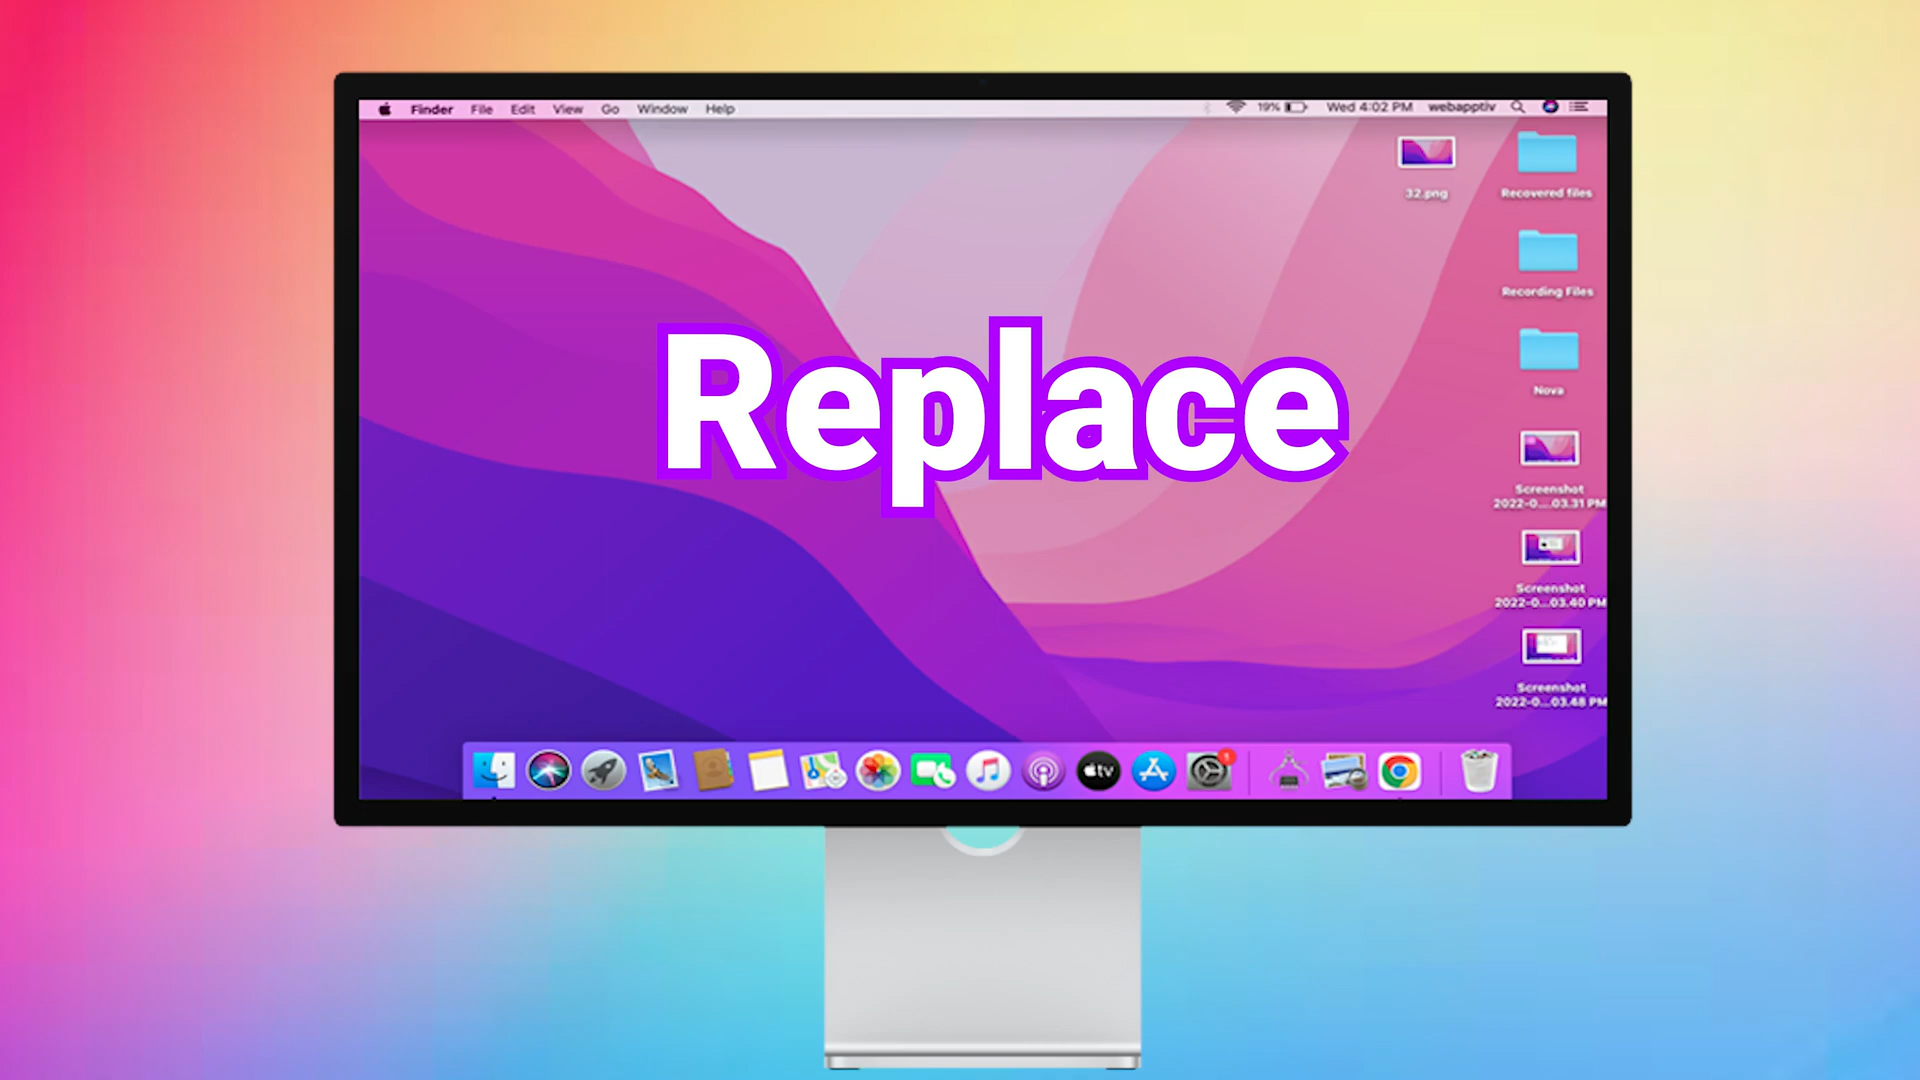 Finder File Edit View Go Window Help
19% Wed 4:02 PM webapptiv
32.png
Recovered files
Recording Files
Nova
Screenshot
2022-0....03.31 PM
Screenshot
2022-0...03.40 PM
Screenshot
2022-0...03.48 PM
Replace
tv
1